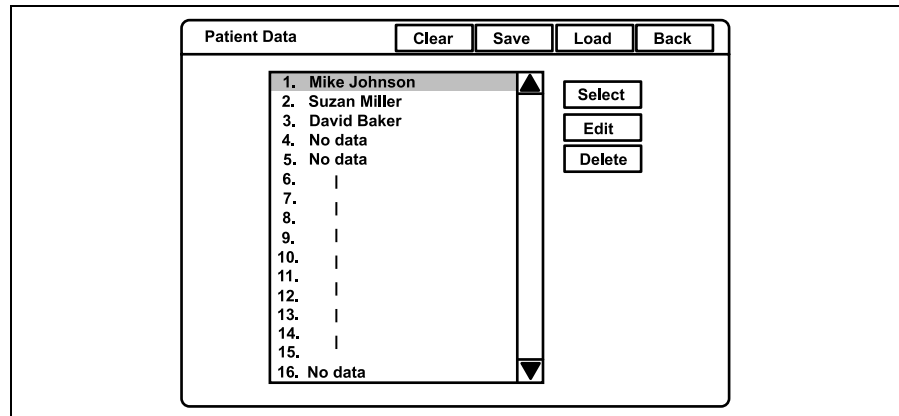 Patient Data Clear Save Load Back
1. Mike Johnson
2. Suzan Miller
3. David Baker
4. No data
5. No data
6.
7.
8.
9.
10.
11.
12.
13.
14.
15.
16. No data
Select
Edit
Delete